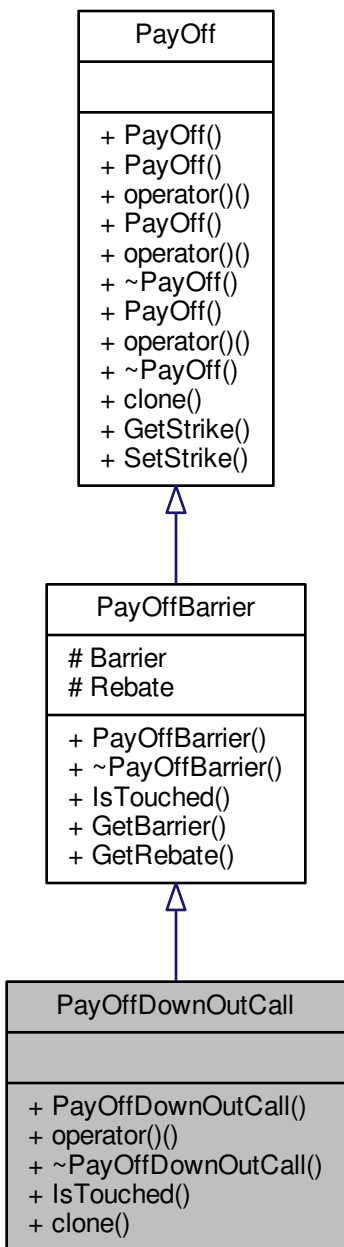 PayOff
+ PayOff()
+ PayOff()
+ operator()()
+ PayOff()
+ operator()()
+ ~PayOff()
+ PayOff()
+ operator()()
+ ~PayOff()
+ clone()
+ GetStrike()
+ SetStrike()
PayOffBarrier
# Barrier
# Rebate
+ PayOffBarrier()
+ ~PayOffBarrier()
+ IsTouched()
+ GetBarrier()
+ GetRebate()
PayOffDownOutCall
+ PayOffDownOutCall()
+ operator()()
+ ~PayOffDownOutCall()
+ IsTouched()
+ clone()